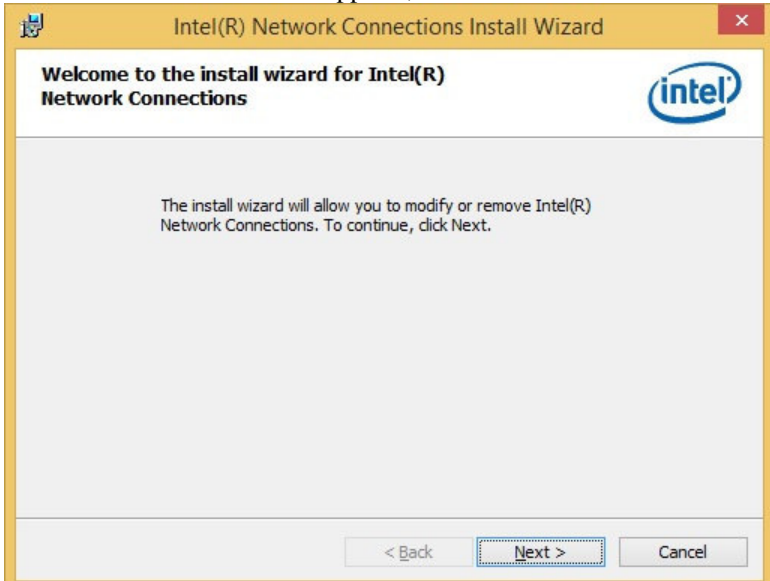 Intel(R) Network Connections Install Wizard
Welcome to the install wizard for Intel(R)
Network Connections
intel
The install wizard will allow you to modify or remove Intel(R)
Network Connections. To continue, click Next.
< Back
Next >
Cancel